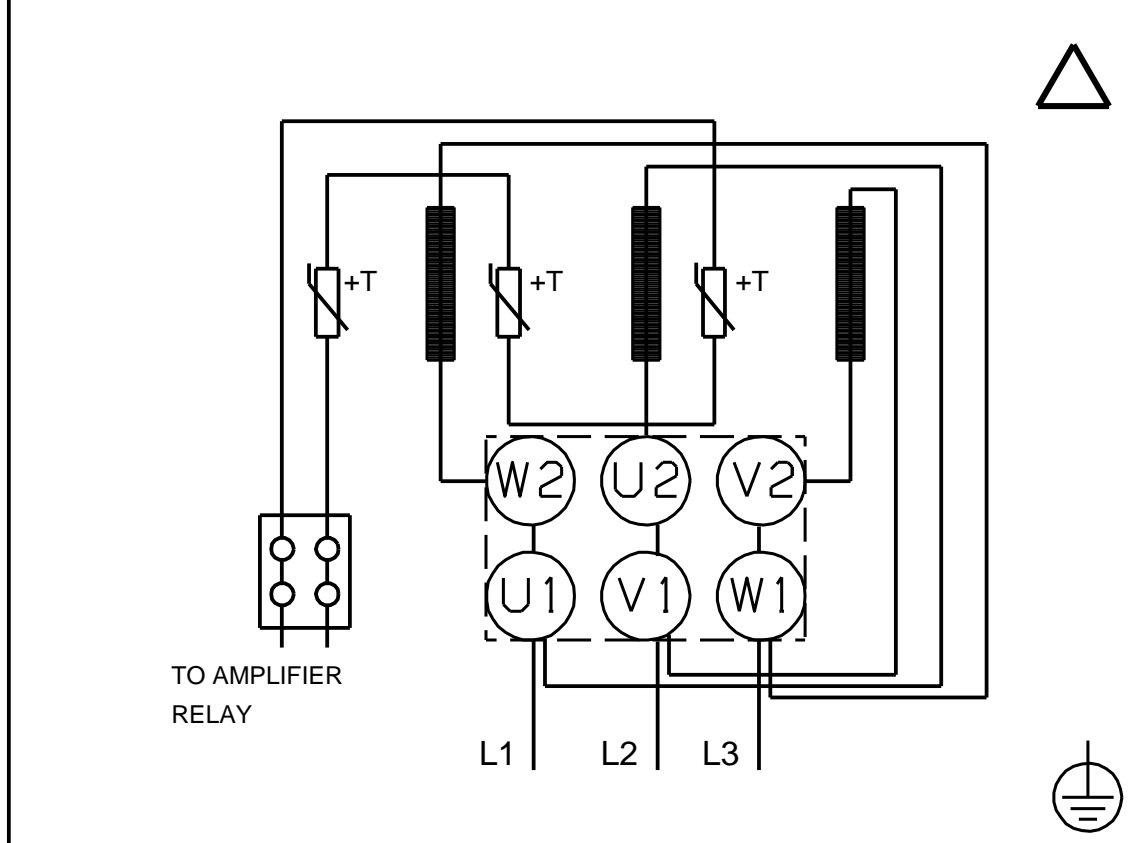 +T +T +T
W2 U2 V2
U1 V1 W1
TO AMPLIFIER
RELAY
L1 L2 L3